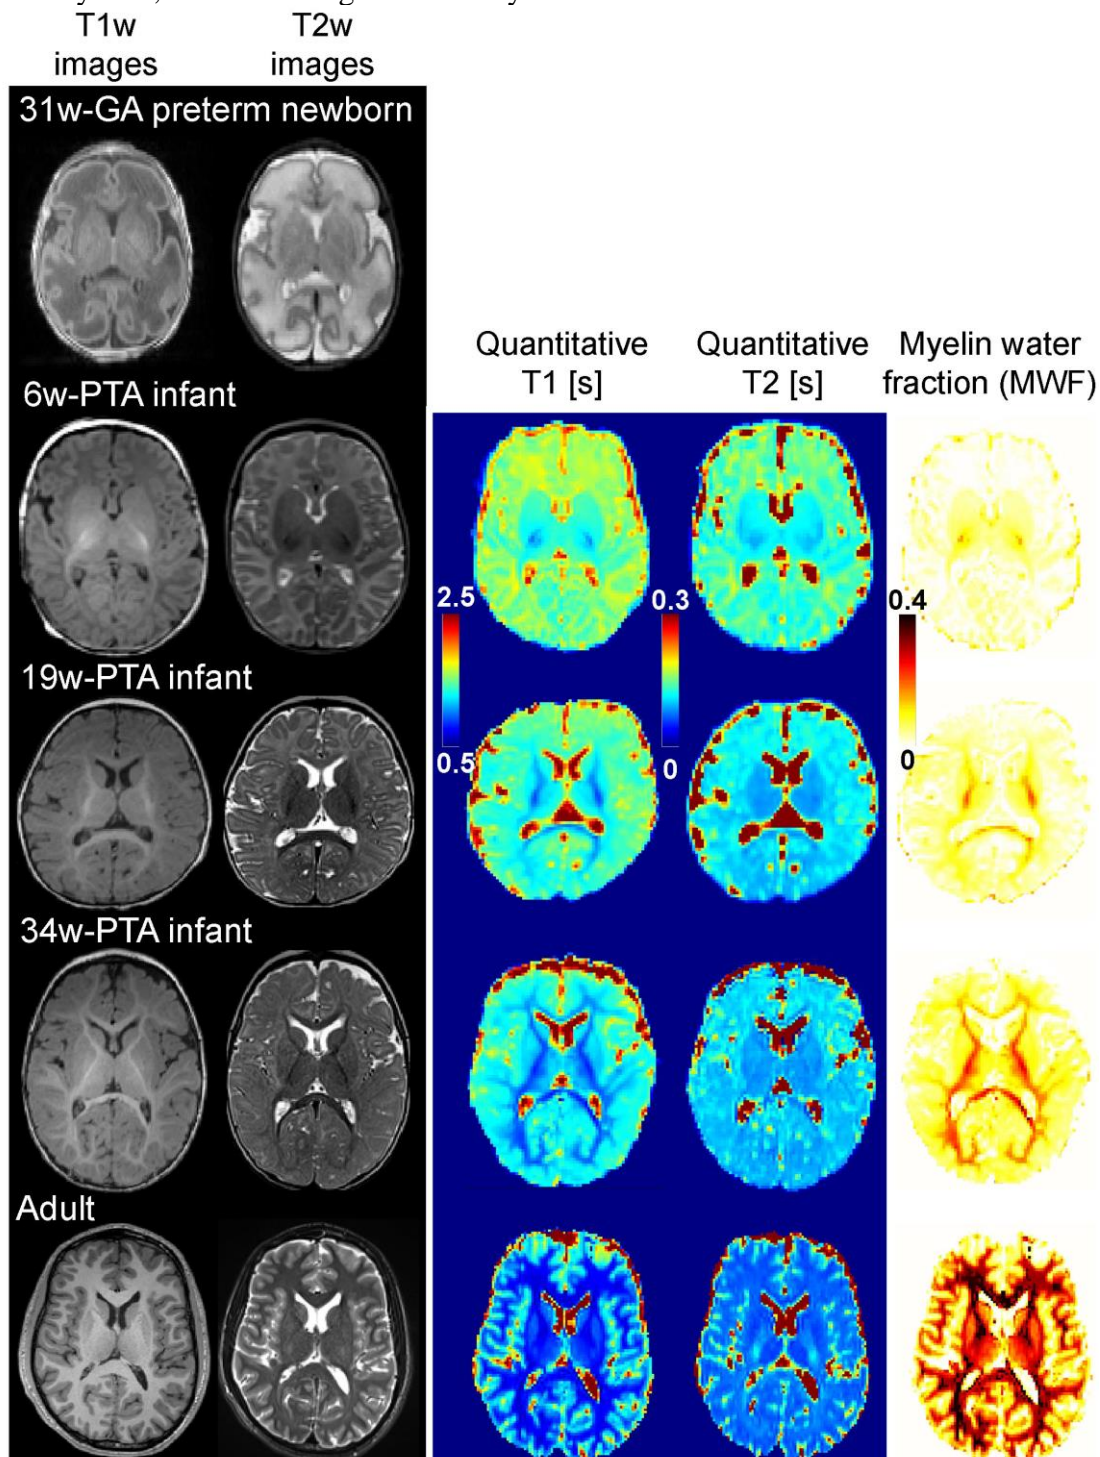 T1w
images
T2w
images
31w-GA preterm newborn
Quantitative
T1 [s]
Quantitative
T2 [s]
Myelin water
fraction (MWF)
6w-PTA infant
2.5
0.3
0.4
19w-PTA infant
0.5
0
0
34w-PTA infant
Adult